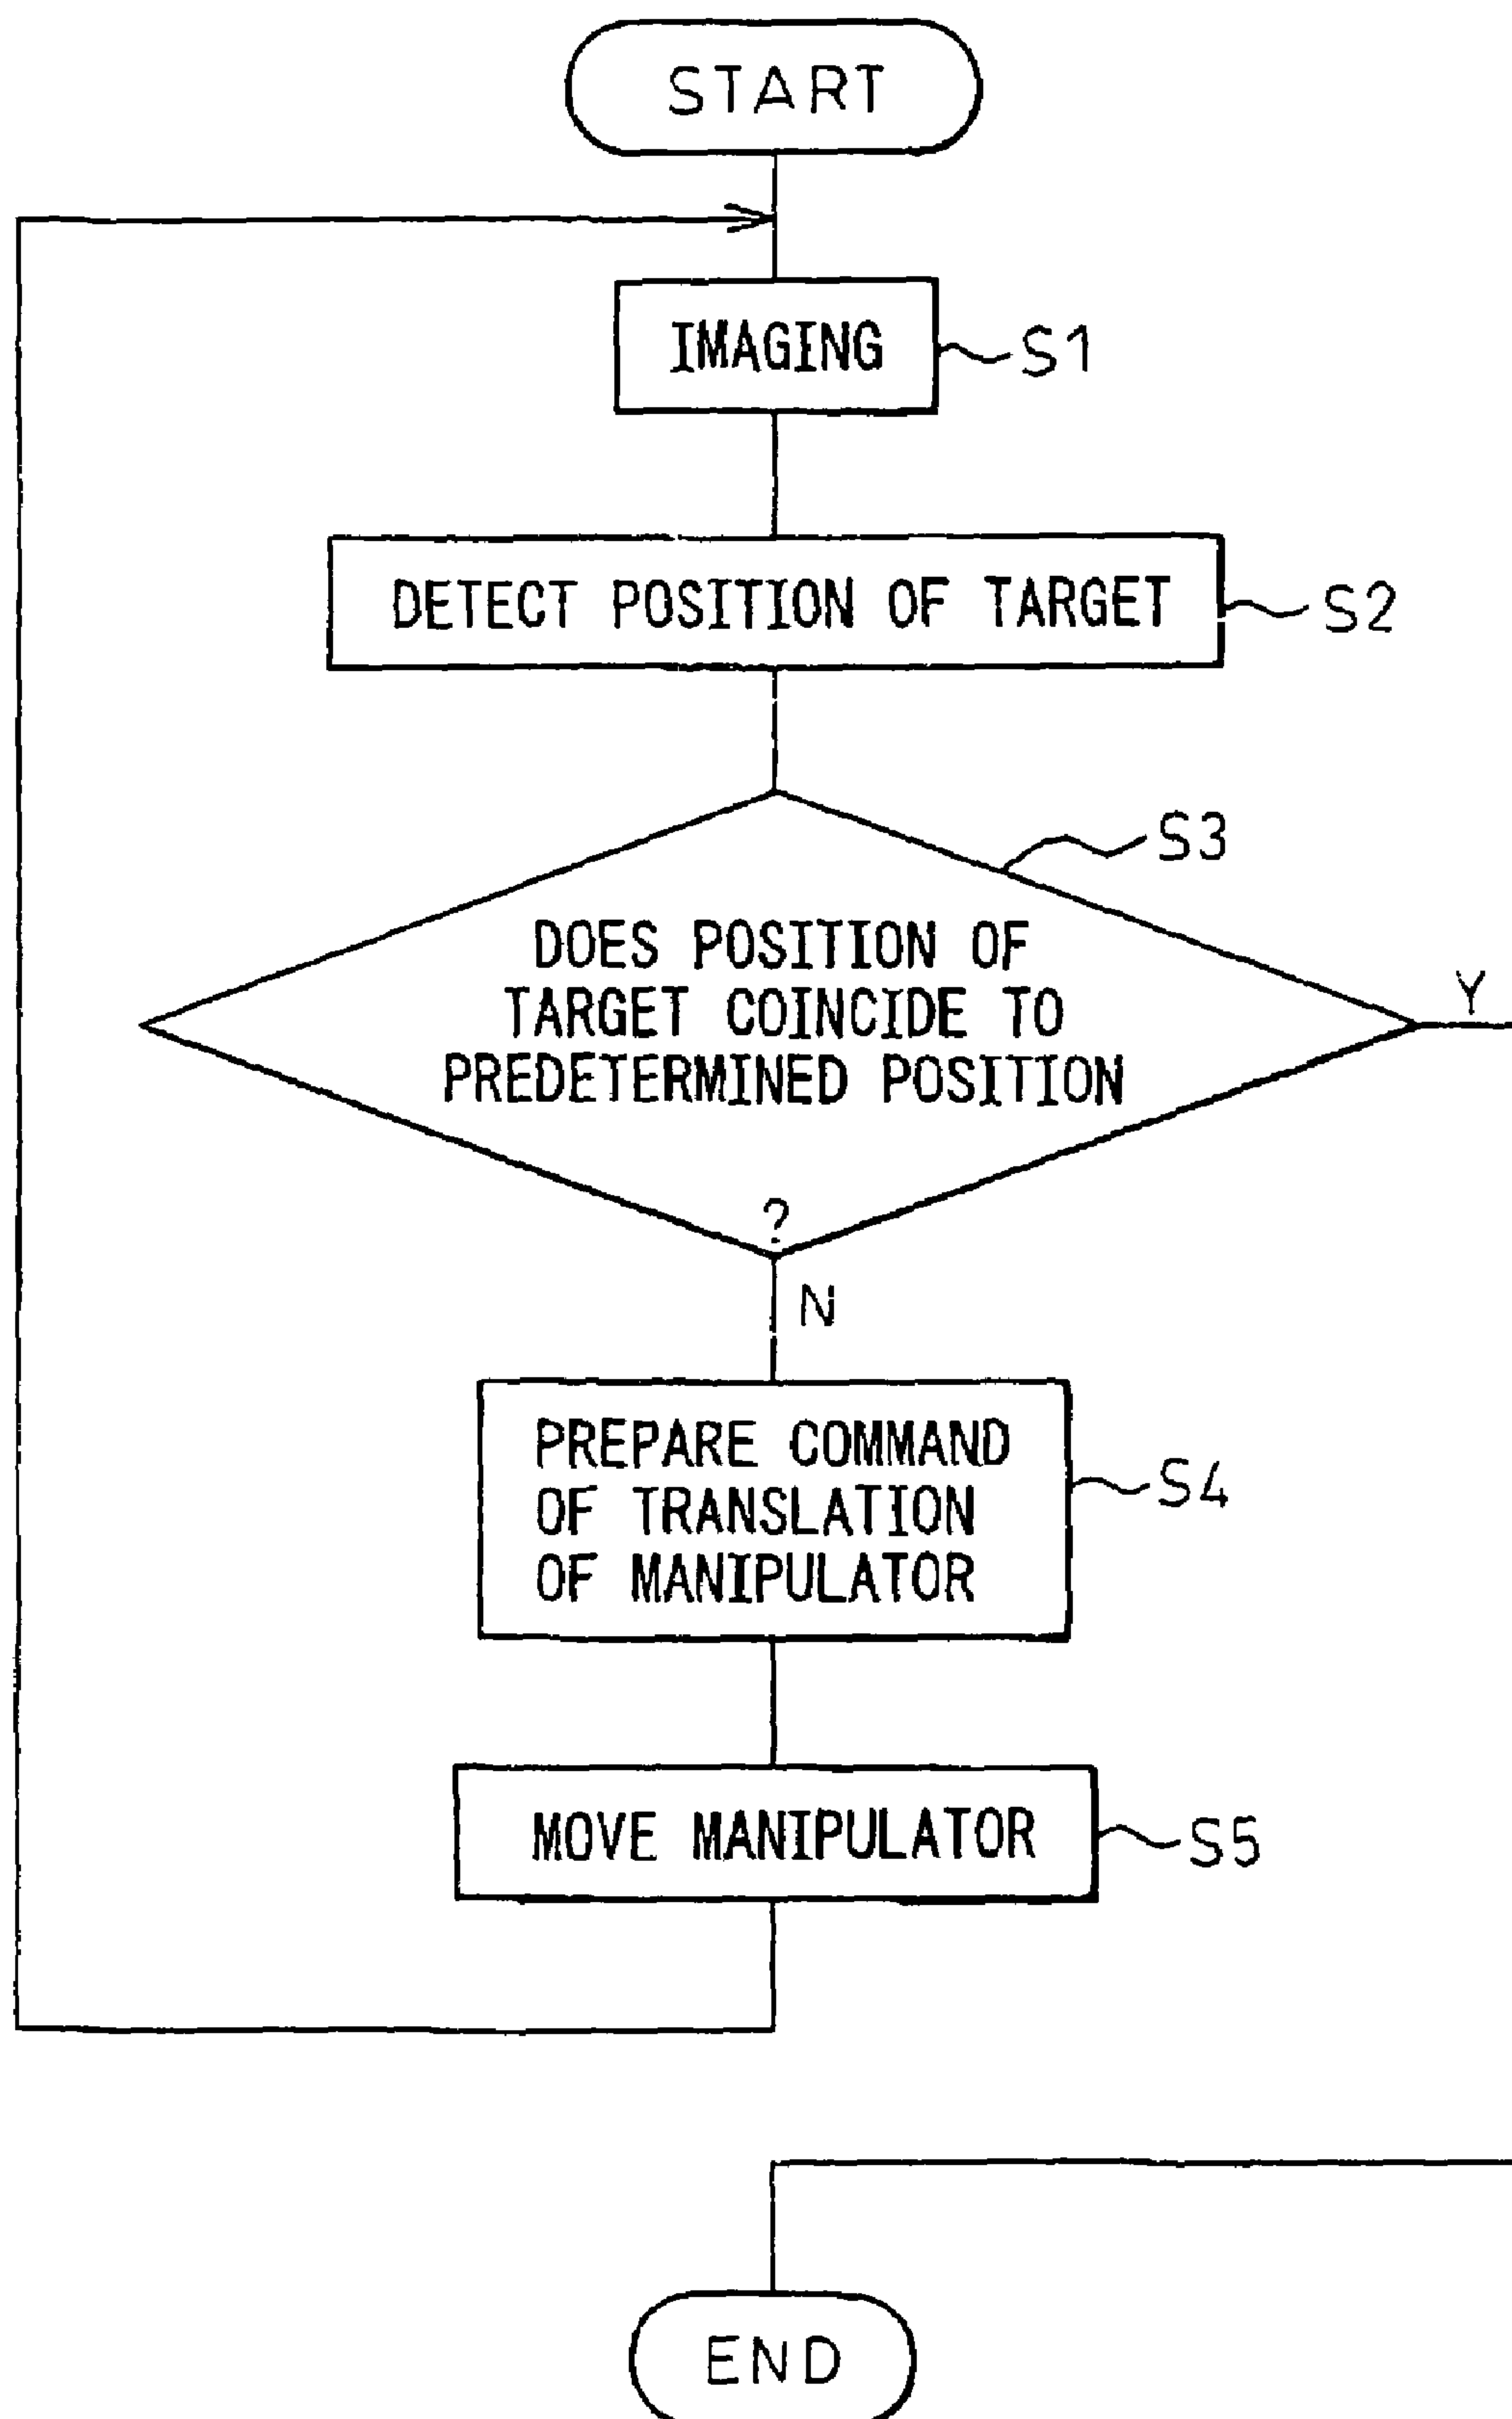 START
IMAGING
S1
DETECT POSITION OF TARGET
S2
S3
DOES POSITION OF
TARGET COINCIDE TO
PREDETERMINED POSITION
?
Y
N
PREPARE COMMAND
OF TRANSLATION
OF MANIPULATOR
S4
MOVE MANIPULATOR
S5
END